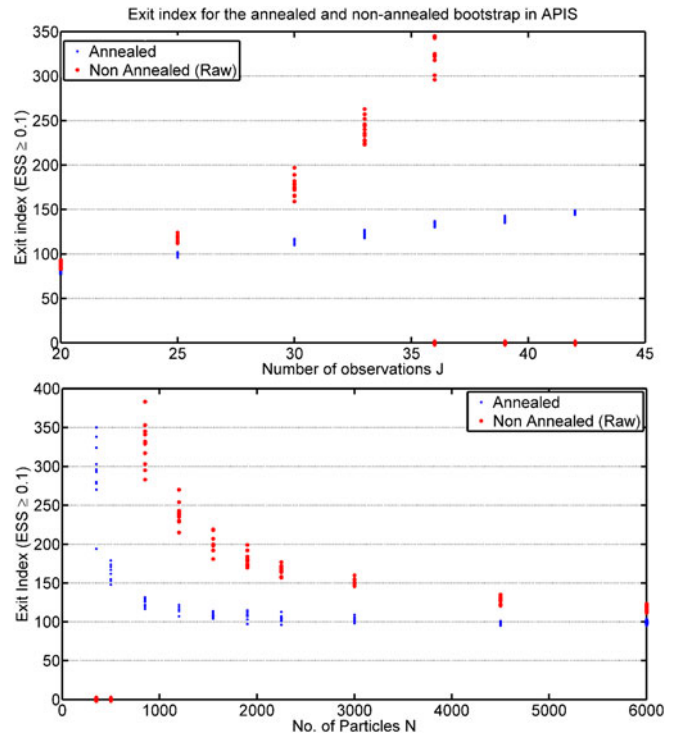 Exit index for the annealed and non-annealed bootstrap in APIS
350
300
250
200
150
100
50
0
Exit index (ESS ≥ 0.1)
Annealed
Non Annealed (Raw)
20 25 30 35 40 45
Number of observations J
400
350
300
250
200
150
100
50
0
Exit Index (ESS ≥ 0.1)
Annealed
Non Annealed (Raw)
0 1000 2000 3000 4000 5000 6000
No. of Particles N